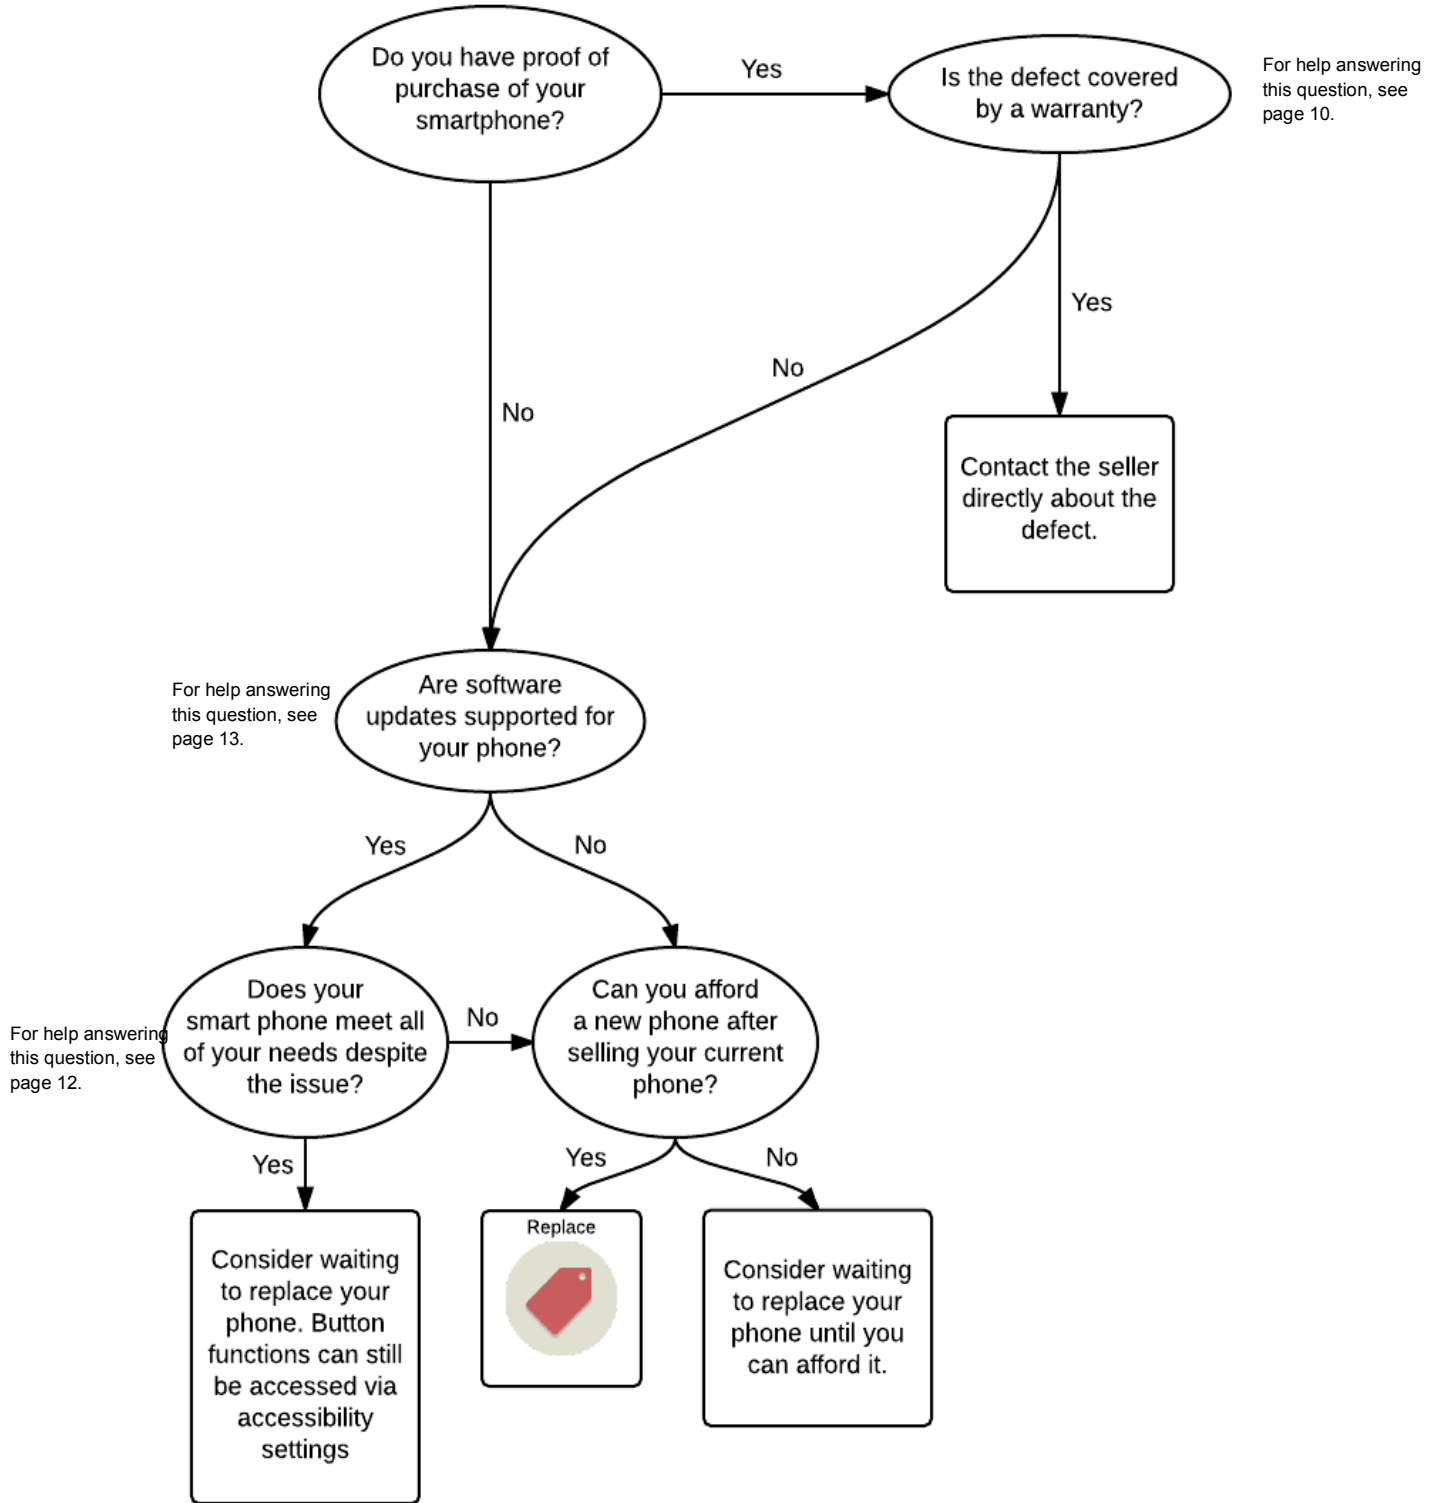 Do you have proof of
purchase of your
smartphone?
Yes
Is the defect covered
by a warranty?
For help answering
this question, see
page 10.
Yes
No
No
Contact the seller
directly about the
defect.
For help answering
this question, see
page 13.
Are software
updates supported for
your phone?
Yes
No
For help answering
this question, see
page 12.
Does your
smart phone meet all
of your needs despite
the issue?
No
Can you afford
a new phone after
selling your current
phone?
Yes
Yes
No
Consider waiting
to replace your
phone. Button
functions can still
be accessed via
accessibility
settings
Replace
Consider waiting
to replace your
phone until you
can afford it.